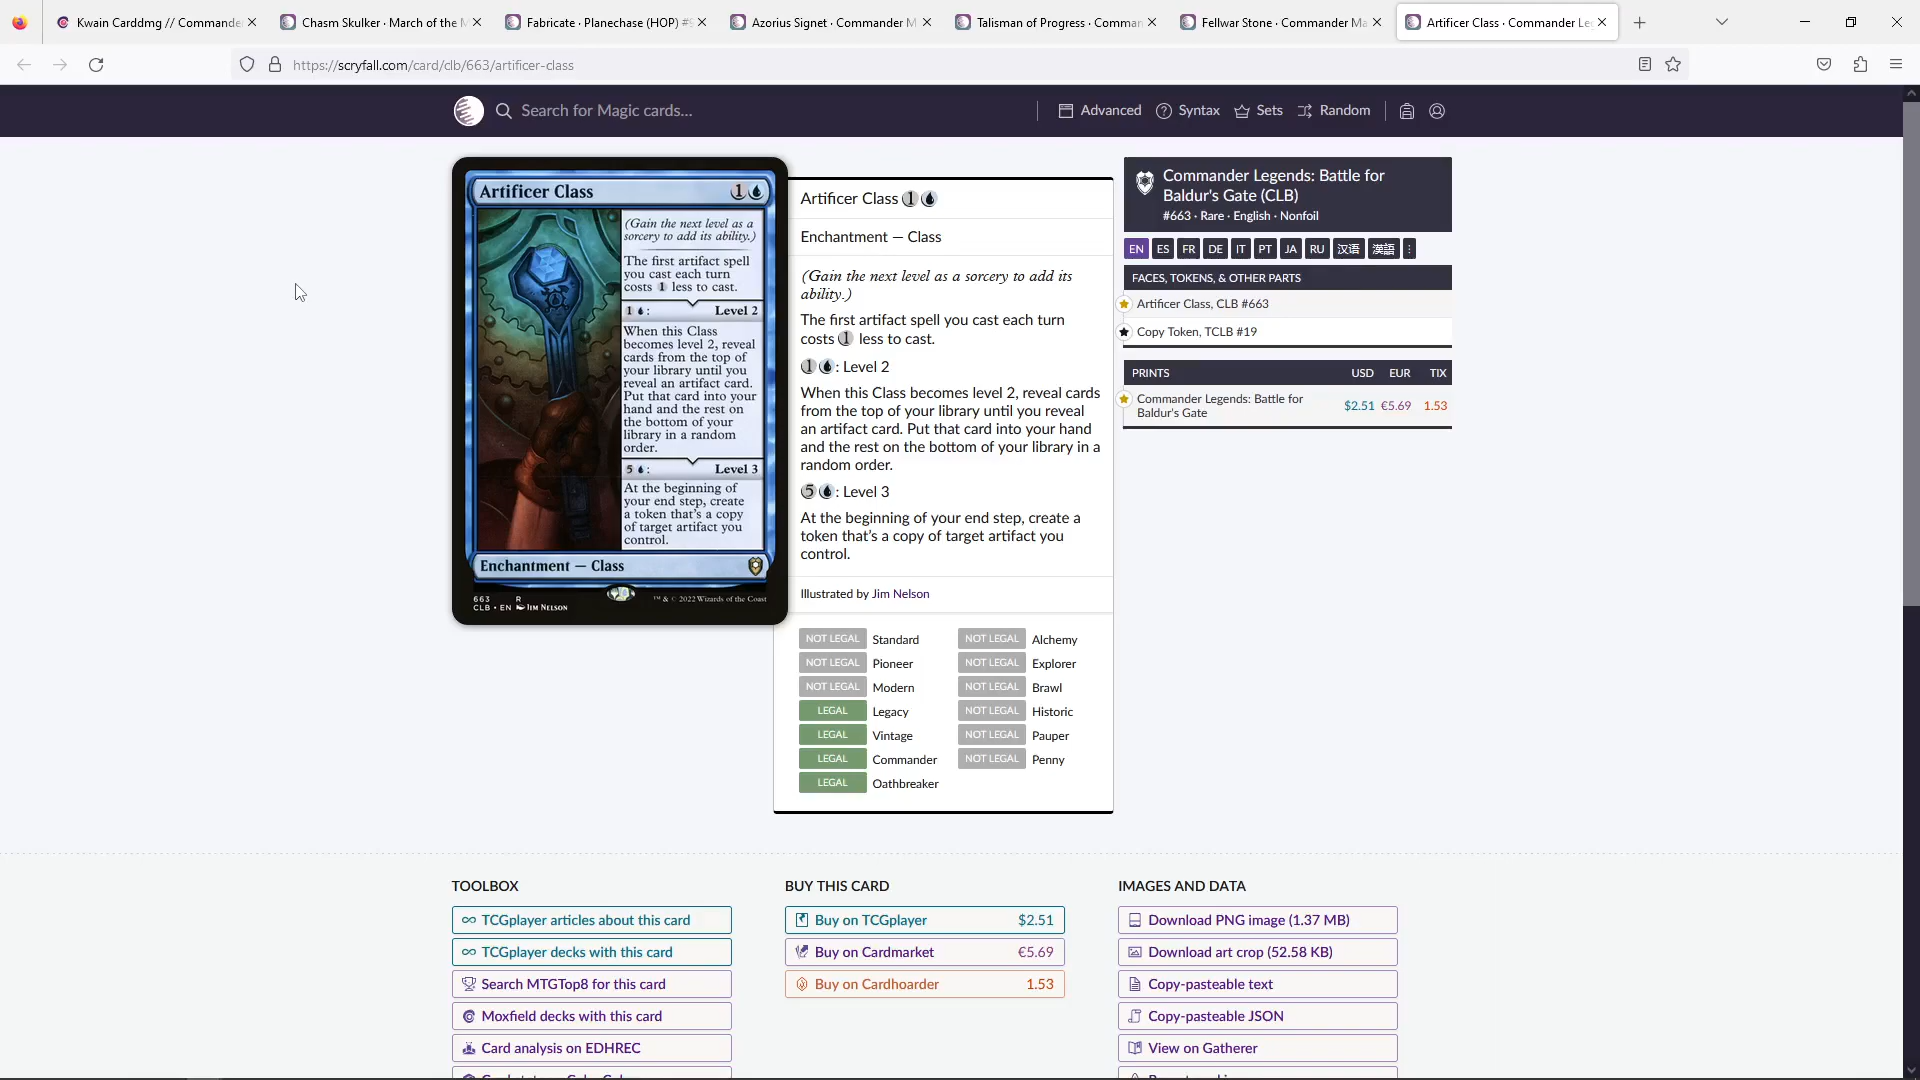 Kwain Carddmg // Commande
Chasm Skulker · March of the M
Fabricate · Planechase (HOP) #9
Azorius Signet · Commander M
Talisman of Progress · Comman
Fellwar Stone · Commander Ma
Artificer Class · Commander Le
https://scryfall.com/card/clb/663/artificer-class
Search for Magic cards...
Advanced
Syntax
Sets
Random
Artificer Class 1
(Gain the next level as a
sorcery to add its ability.)
The first artifact spell
you cast each turn
costs 1 less to cast.
1 : Level 2
When this Class
becomes level 2, reveal
cards from the top of
your library until you
reveal an artifact card.
Put that card into your
hand and the rest on
the bottom of your
library in a random
order.
5 : Level 3
At the beginning of
your end step, create
a token that's a copy
of target artifact you
control.
Enchantment — Class
663 R
CLB • EN JIM NELSON
™ & © 2022 Wizards of the Coast
Artificer Class 1
Enchantment — Class
(Gain the next level as a sorcery to add its
ability.)
The first artifact spell you cast each turn
costs 1 less to cast.
1 : Level 2
When this Class becomes level 2, reveal cards
from the top of your library until you reveal
an artifact card. Put that card into your hand
and the rest on the bottom of your library in a
random order.
5 : Level 3
At the beginning of your end step, create a
token that's a copy of target artifact you
control.
Illustrated by Jim Nelson
NOT LEGAL Standard NOT LEGAL Alchemy
NOT LEGAL Pioneer NOT LEGAL Explorer
NOT LEGAL Modern NOT LEGAL Brawl
LEGAL Legacy NOT LEGAL Historic
LEGAL Vintage NOT LEGAL Pauper
LEGAL Commander NOT LEGAL Penny
LEGAL Oathbreaker
Commander Legends: Battle for
Baldur's Gate (CLB)
#663 · Rare · English · Nonfoil
EN ES FR DE IT PT JA RU 汉语 漢語
FACES, TOKENS, & OTHER PARTS
Artificer Class, CLB #663
Copy Token, TCLB #19
PRINTS USD EUR TIX
Commander Legends: Battle for
Baldur's Gate $2.51 €5.69 1.53
TOOLBOX
TCGplayer articles about this card
TCGplayer decks with this card
Search MTGTop8 for this card
Moxfield decks with this card
Card analysis on EDHREC
BUY THIS CARD
Buy on TCGplayer $2.51
Buy on Cardmarket €5.69
Buy on Cardhoarder 1.53
IMAGES AND DATA
Download PNG image (1.37 MB)
Download art crop (52.58 KB)
Copy-pasteable text
Copy-pasteable JSON
View on Gatherer